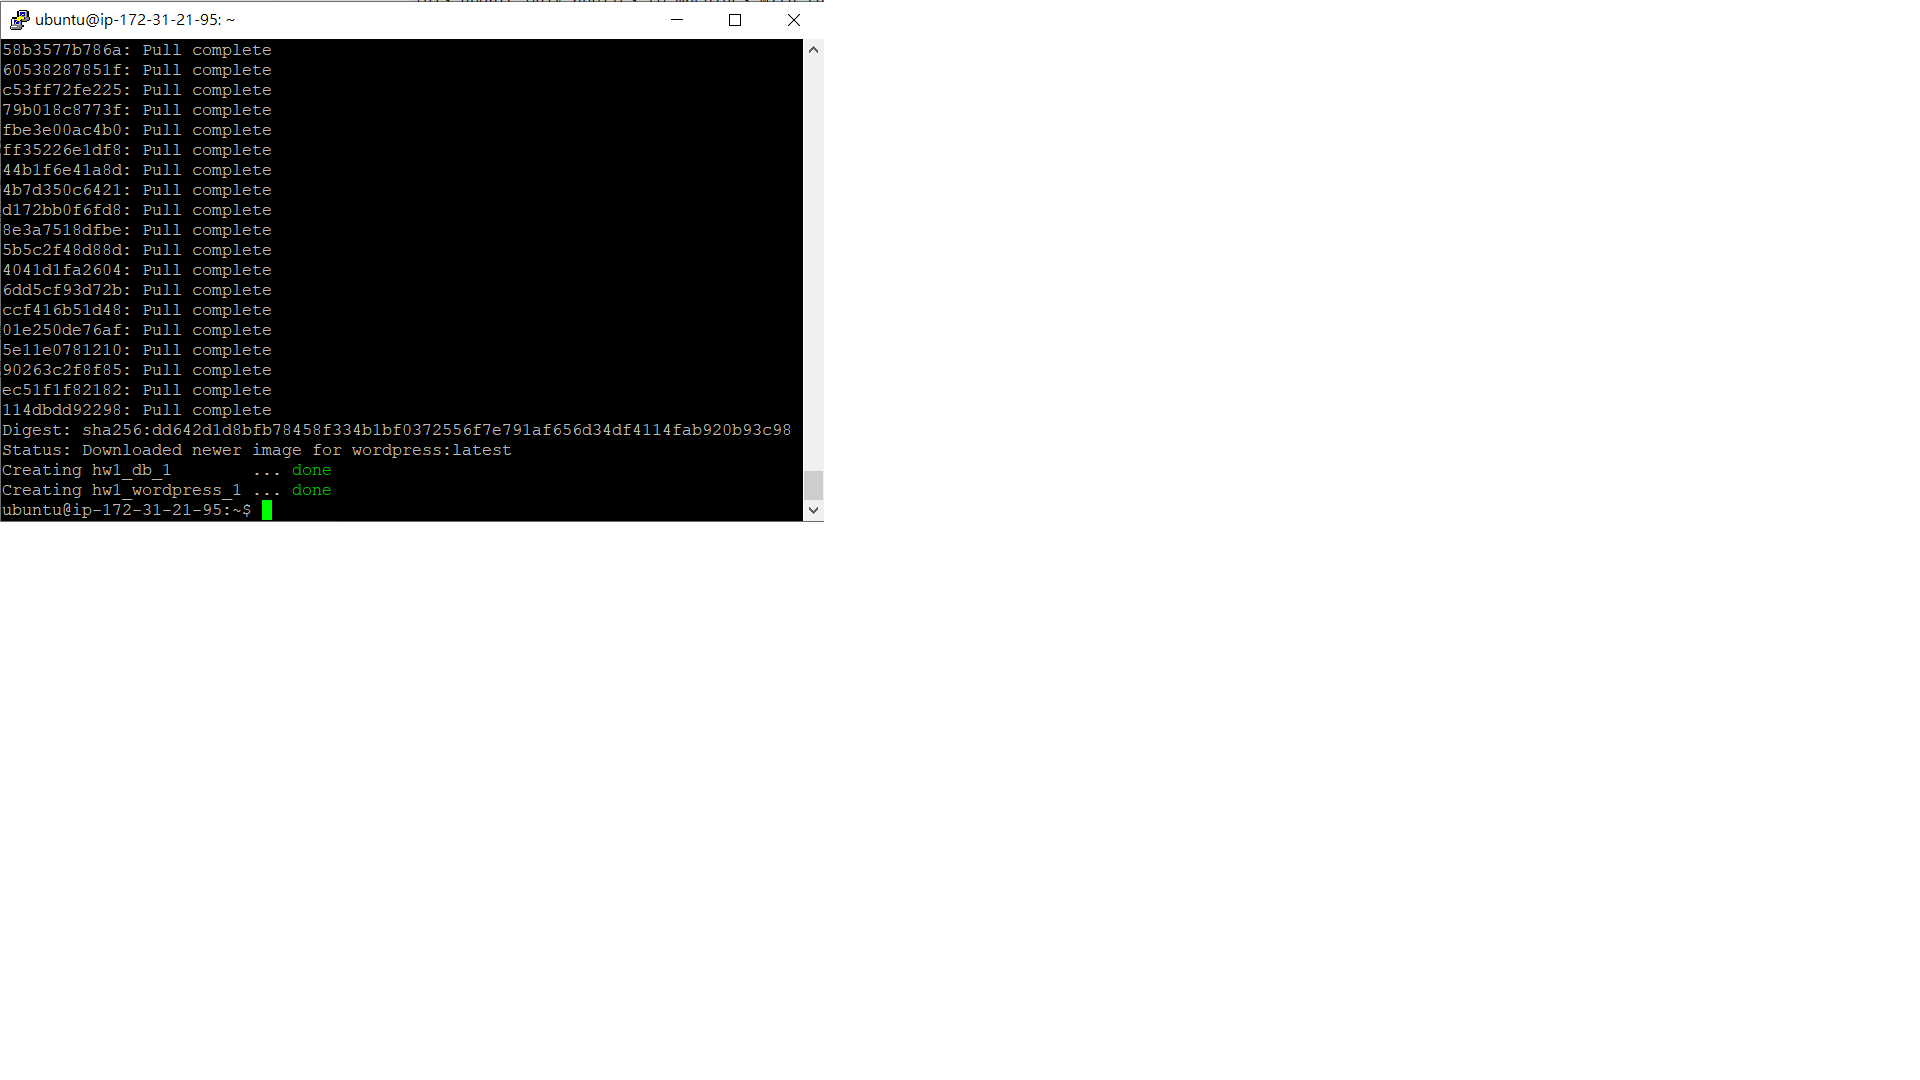 ubuntu@ip-172-31-21-95: ~
58b3577b786a: Pull complete
60538287851f: Pull complete
c53ff72fe225: Pull complete
79b018c8773f: Pull complete
fbe3e00ac4b0: Pull complete
ff35226e1df8: Pull complete
44b1f6e41a8d: Pull complete
4b7d350c6421: Pull complete
d172bb0f6fd8: Pull complete
8e3a7518dfbe: Pull complete
5b5c2f48d88d: Pull complete
4041d1fa2604: Pull complete
6dd5cf93d72b: Pull complete
ccf416b51d48: Pull complete
01e250de76af: Pull complete
5e11e0781210: Pull complete
90263c2f8f85: Pull complete
ec51f1f82182: Pull complete
114dbdd92298: Pull complete
Digest: sha256:dd642d1d8bfb78458f334b1bf0372556f7e791af656d34df4114fab920b93c98
Status: Downloaded newer image for wordpress:latest
Creating hw1_db_1        ... done
Creating hw1_wordpress_1 ... done
ubuntu@ip-172-31-21-95:~$